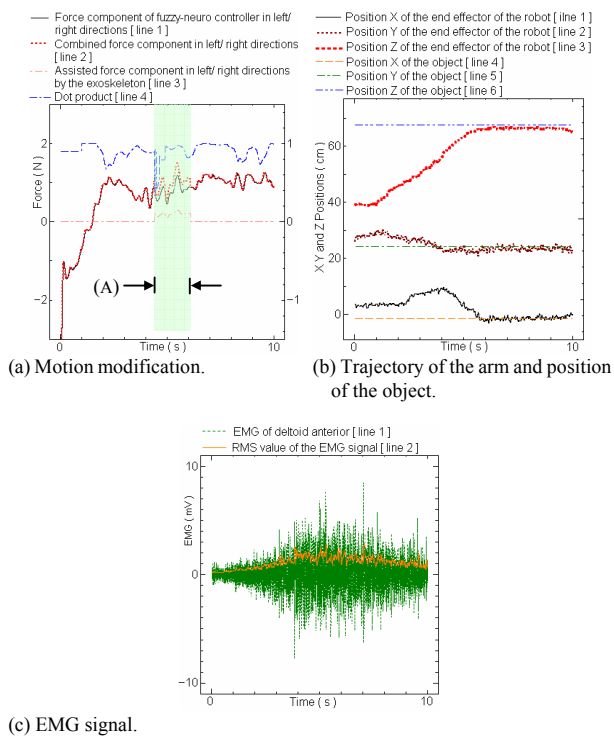 Force component of fuzzy-neuro controller in left/
right directions [ line 1 ]
Combined force component in left/ right directions
[ line 2 ]
Assisted force component in left/ right directions
by the exoskeleton [ line 3 ]
Dot product [ line 4 ]
Force ( N )
2
0
−2
1
0
−1
(A)
0
Time ( s )
10
(a) Motion modification.
Position X of the end effector of the robot [ ilne 1 ]
Position Y of the end effector of the robot [ line 2 ]
Position Z of the end effector of the robot [ line 3 ]
Position X of the object [ line 4 ]
Position Y of the object [ line 5 ]
Position Z of the object [ line 6 ]
X Y and Z Positions ( cm )
60
40
20
0
0
Time ( s )
10
(b) Trajectory of the arm and position
of the object.
EMG of deltoid anterior [ line 1 ]
RMS value of the EMG signal [ line 2 ]
EMG ( mV )
10
0
−10
0
Time ( s )
10
(c) EMG signal.